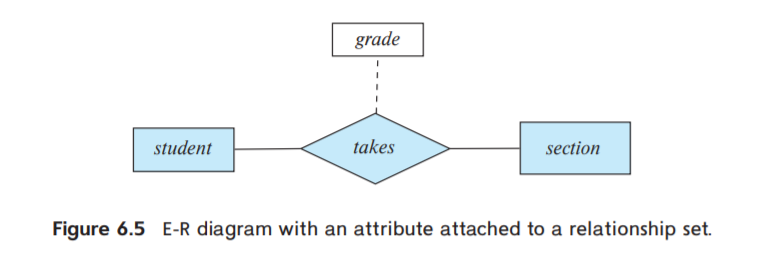 grade
student
takes
section
Figure 6.5 E-R diagram with an attribute attached to a relationship set.